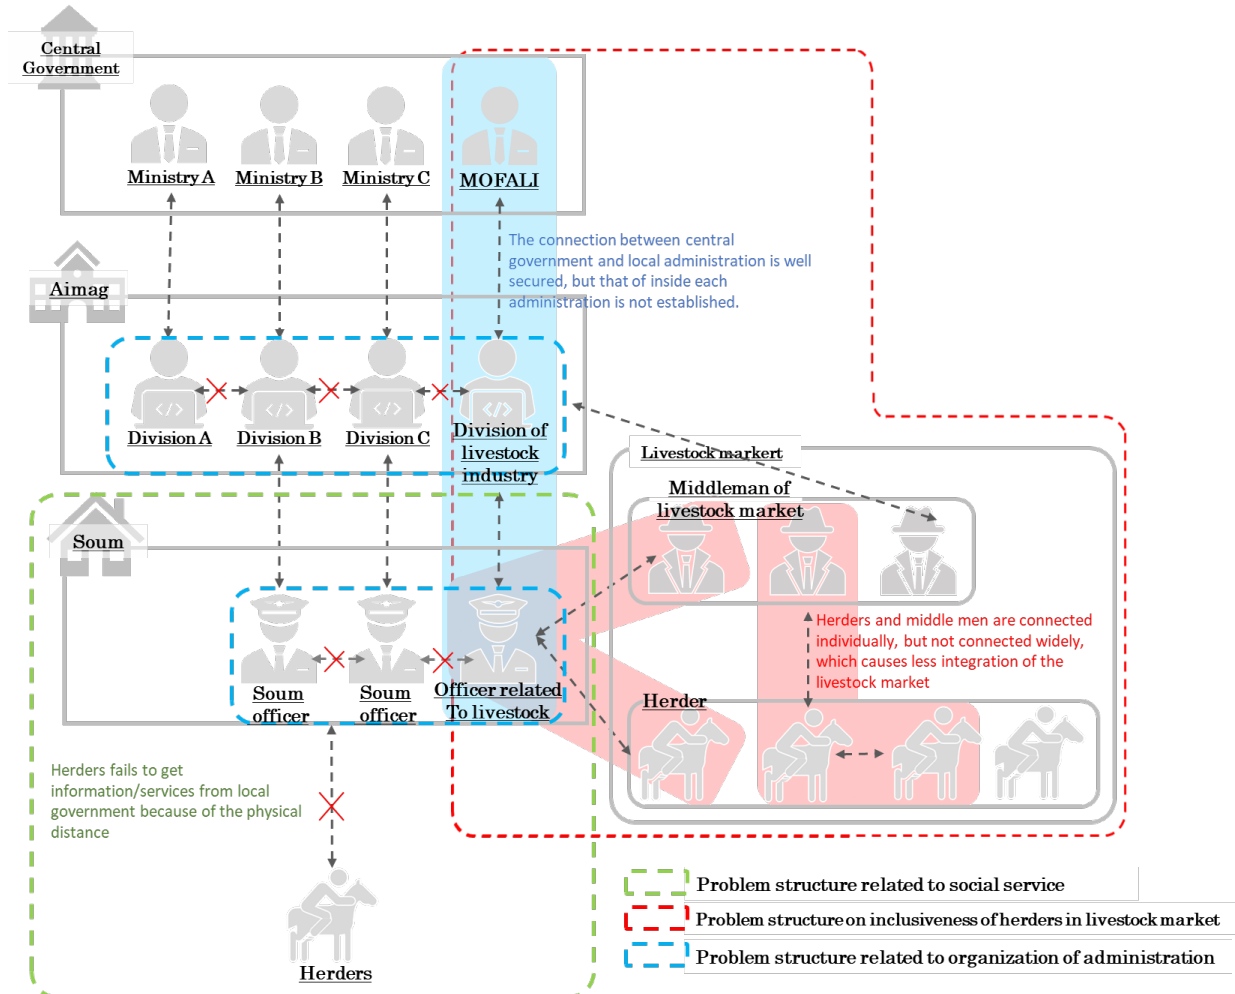 Central
Government
Ministry A
Ministry B
Ministry C
MOFALI
The connection between central
government and local administration is well
secured, but that of inside each
administration is not established.
Aimag
</>
</>
</>
</>
Division A
Division B
Division C
Division of
livestock
industry
Livestock markert
Middleman of
livestock market
Soum
Herders and middle men are connected
individually, but not connected widely,
which causes less integration of the
livestock market
Soum
officer
Soum
officer
Officer related
To livestock
Herder
Herders fails to get
information/services from local
government because of the physical
distance
Herders
Problem structure related to social service
Problem structure on inclusiveness of herders in livestock market
Problem structure related to organization of administration